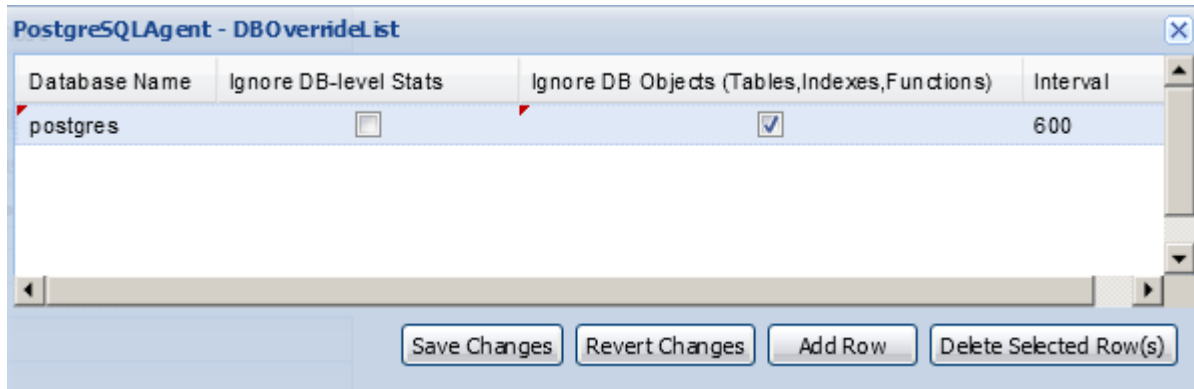 PostgreSQLAgent - DBOverrideList
Database Name Ignore DB-level Stats Ignore DB Objects (Tables,Indexes,Functions) Interval
postgres 600
Save Changes Revert Changes Add Row Delete Selected Row(s)